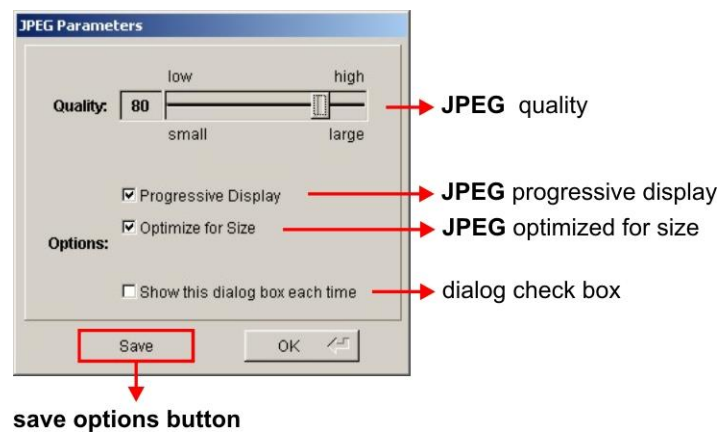 JPEG Parameters
low high
Quality: 80 JPEG quality
small large
Progressive Display JPEG progressive display
Optimize for Size JPEG optimized for size
Options:
Show this dialog box each time dialog check box
Save OK
save options button